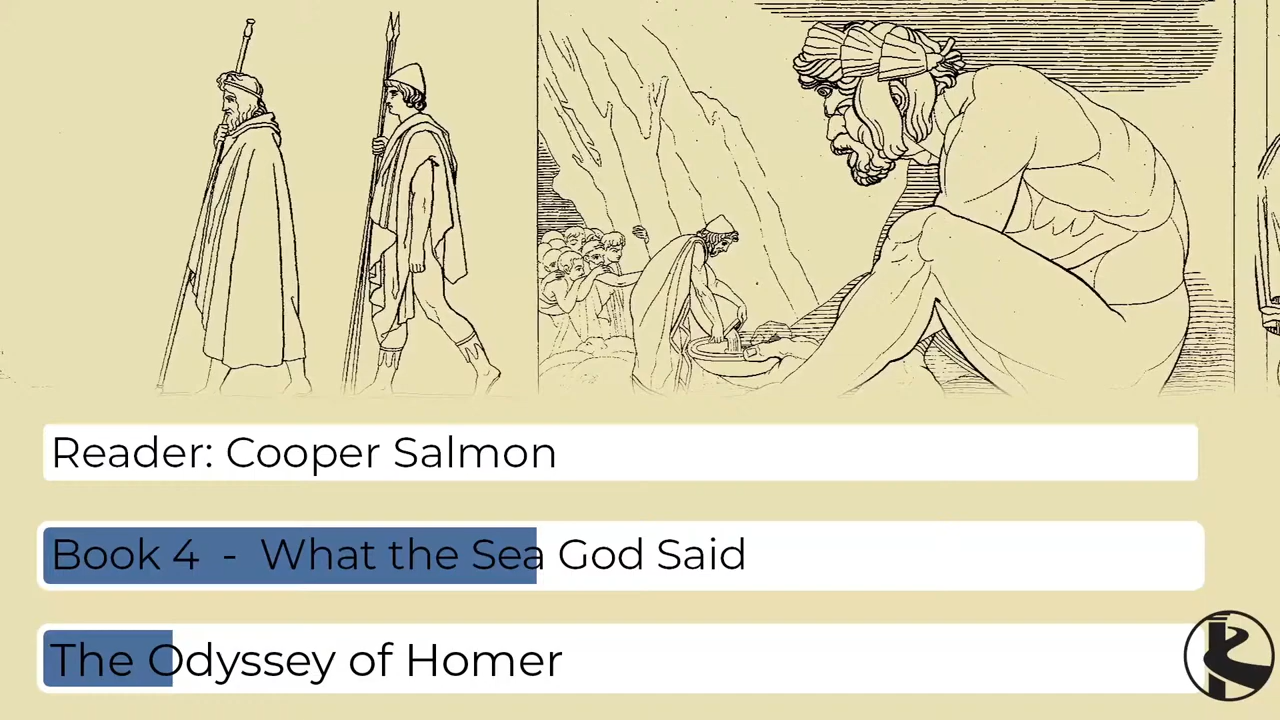 Reader: Cooper Salmon
Book 4 - What the Sea God Said
The Odyssey of Homer